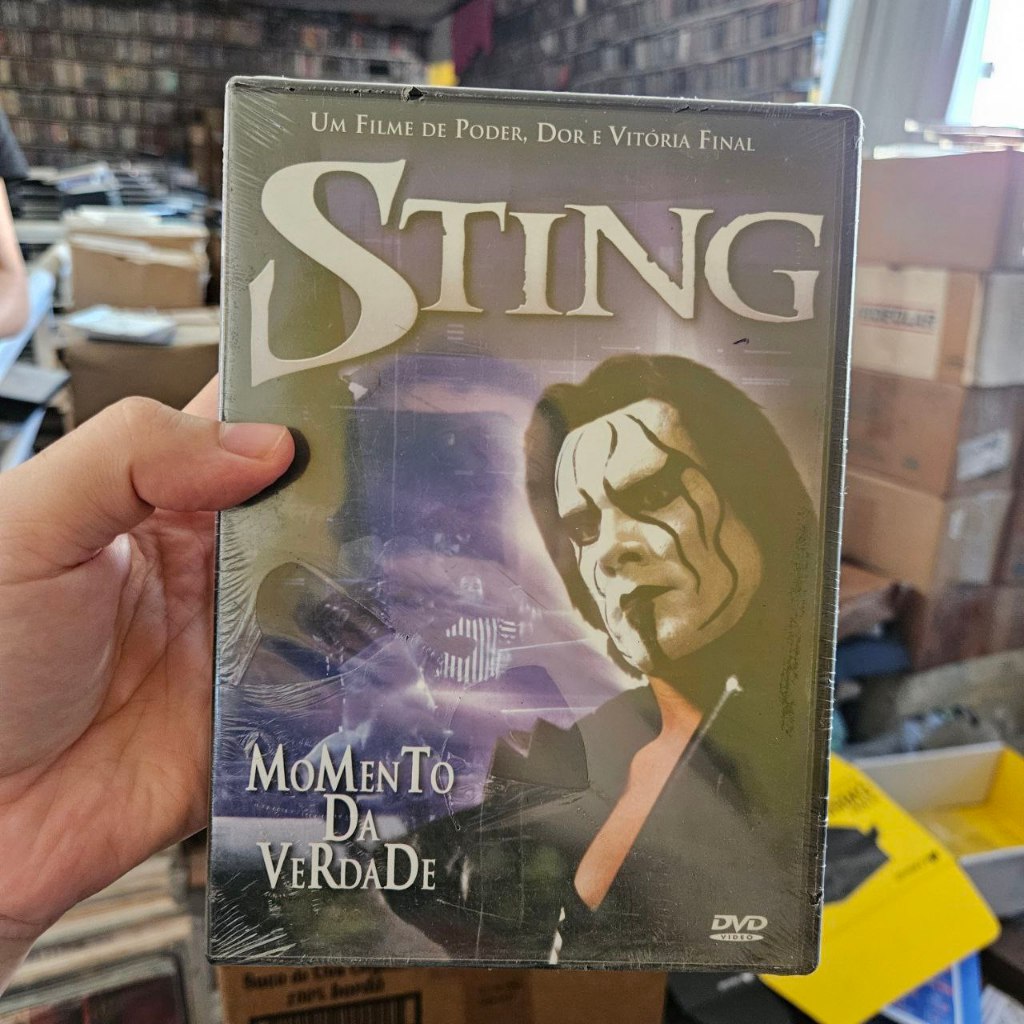 Um Filme de Poder, Dor e Vitória Final
Sting
MoMenTo
Da
VeRdaDe
DVD
VIDEO